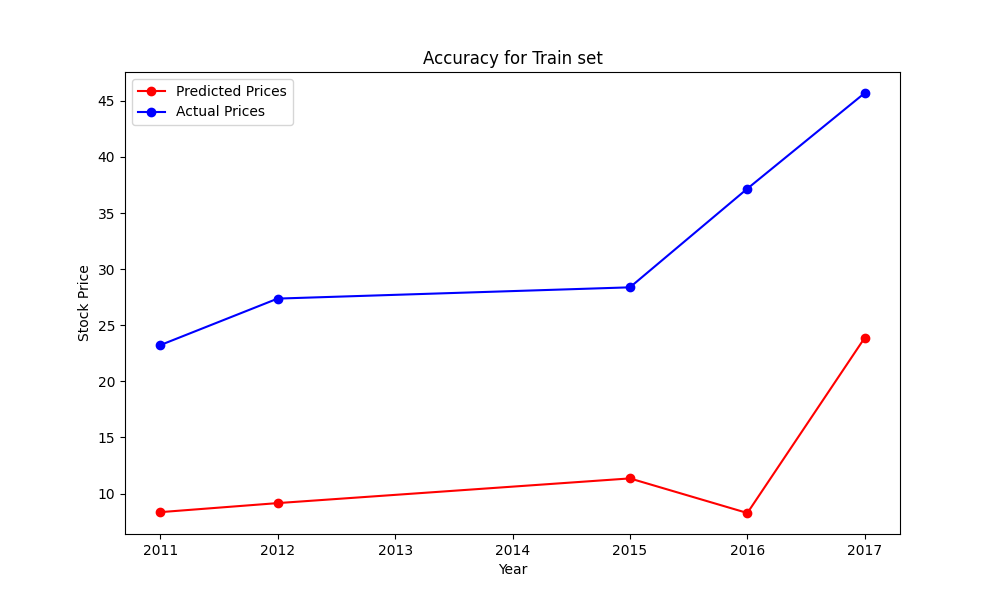 Accuracy for Train set
Predicted Prices
Actual Prices
45
40
35
30
25
20
15
10
Stock Price
2011 2012 2013 2014 2015 2016 2017
Year